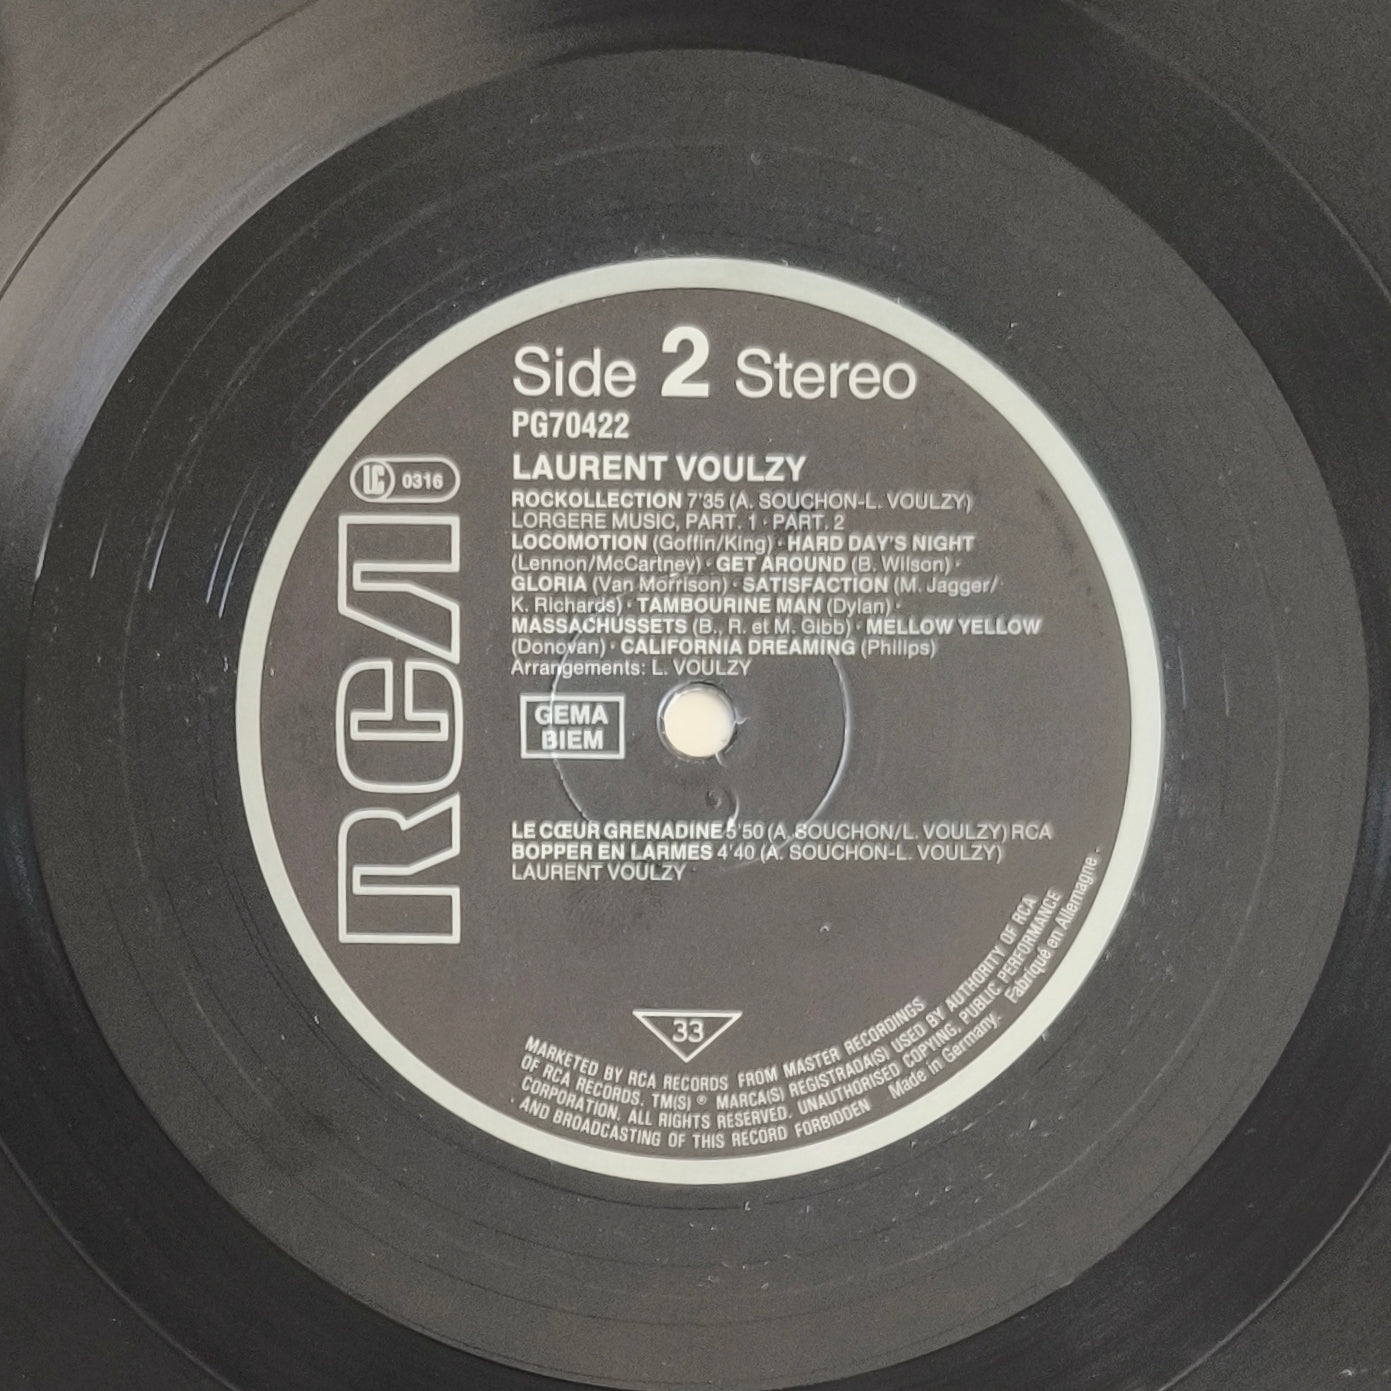 Side 2 Stereo
PG70422
LAURENT VOULZY
LC 0316
RCA
ROCKOLLECTION 7'35 (A. SOUCHON-L. VOULZY)
LORGERE MUSIC, PART. 1 · PART. 2
LOCOMOTION (Goffin/King) · HARD DAY'S NIGHT
(Lennon/McCartney) · GET AROUND (B. Wilson) ·
GLORIA (Van Morrison) · SATISFACTION (M. Jagger/
K. Richards) · TAMBOURINE MAN (Dylan) ·
MASSACHUSSETS (B., R. et M. Gibb) · MELLOW YELLOW
(Donovan) · CALIFORNIA DREAMING (Philips)
Arrangements: L. VOULZY
GEMA
BIEM
LE CŒUR GRENADINE 5'50 (A. SOUCHON/L. VOULZY) RCA
BOPPER EN LARMES 4'40 (A. SOUCHON-L. VOULZY)
LAURENT VOULZY
33
MARKETED BY RCA RECORDS FROM MASTER RECORDINGS
OF RCA RECORDS. TM(S) ® MARCA(S) REGISTRADA(S) USED BY AUTHORITY OF RCA
CORPORATION. ALL RIGHTS RESERVED. UNAUTHORISED COPYING, PUBLIC PERFORMANCE
AND BROADCASTING OF THIS RECORD FORBIDDEN Made in Germany. Fabriqué en Allemagne.